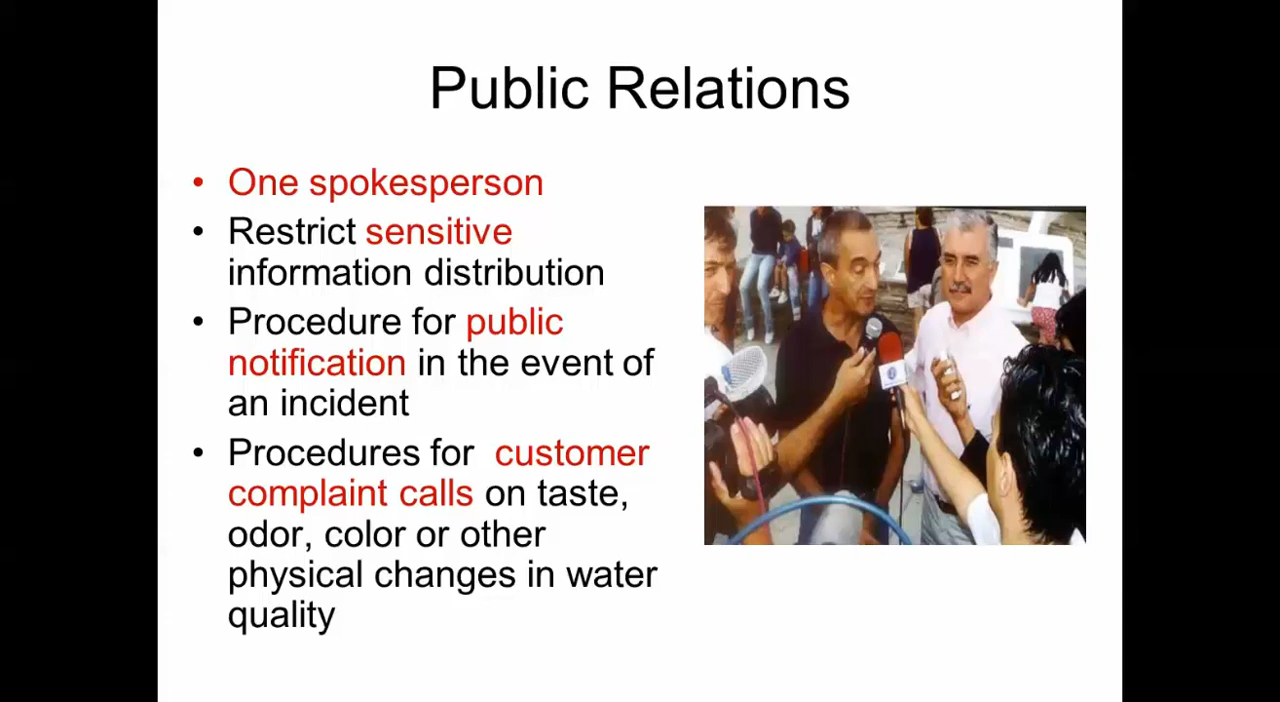 Public Relations
• One spokesperson
• Restrict sensitive
information distribution
• Procedure for public
notification in the event of
an incident
• Procedures for  customer
complaint calls on taste,
odor, color or other
physical changes in water
quality